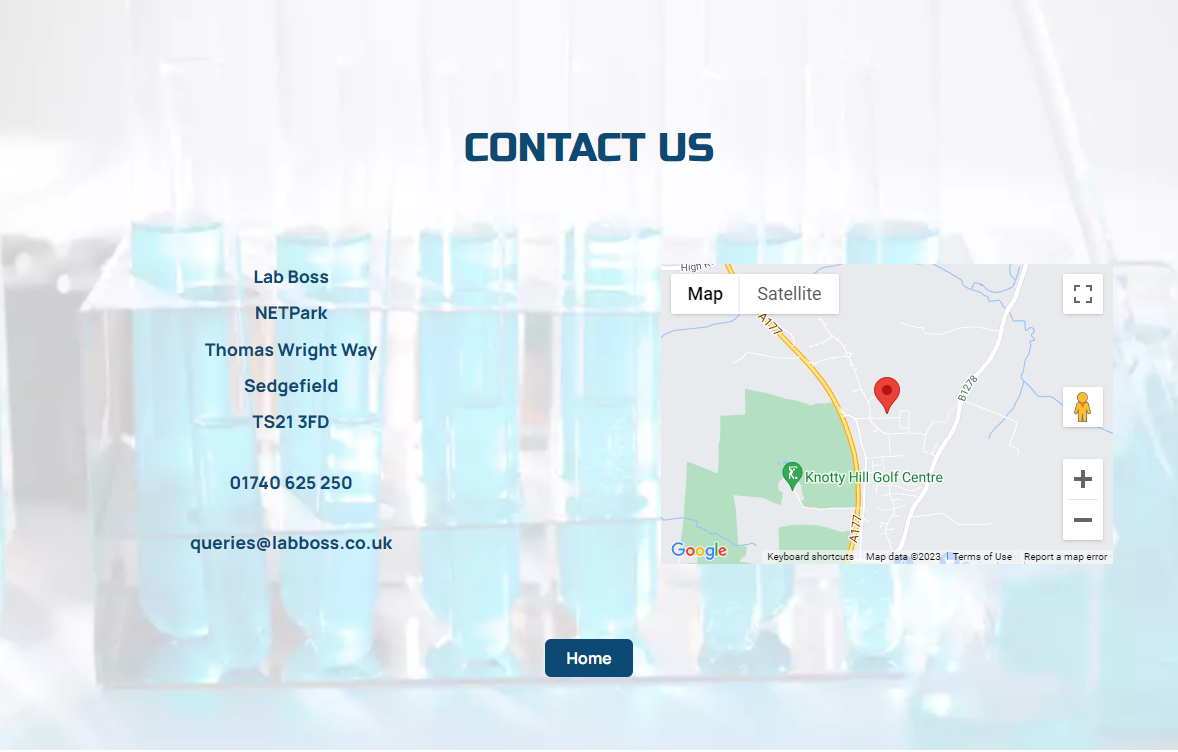 CONTACT US
Lab Boss
NETPark
Thomas Wright Way
Sedgefield
TS21 3FD
01740 625 250
queries@labboss.co.uk
High
Map
Satellite
A177
B1278
Knotty Hill Golf Centre
A177
Google
Keyboard shortcuts
Map data ©2023
Terms of Use
Report a map error
Home